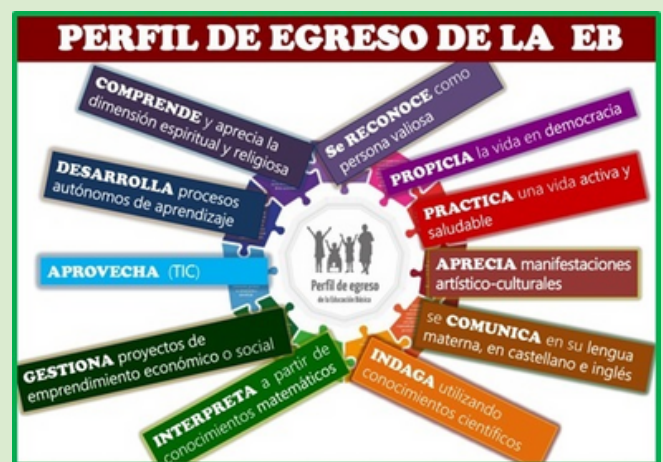 PERFIL DE EGRESO DE LA EB
Se RECONOCE como
persona valiosa
PROPICIA la vida en democracia
PRACTICA una vida activa y
saludable
APRECIA manifestaciones
artístico-culturales
se COMUNICA en su lengua
materna, en castellano e inglés
INDAGA utilizando
conocimientos científicos
INTERPRETA a partir de
conocimientos matemáticos
GESTIONA proyectos de
emprendimiento económico o social
APROVECHA (TIC)
DESARROLLA procesos
autónomos de aprendizaje
COMPRENDE y aprecia la
dimensión espiritual y religiosa
Perfil de egreso
de la Educación Básica